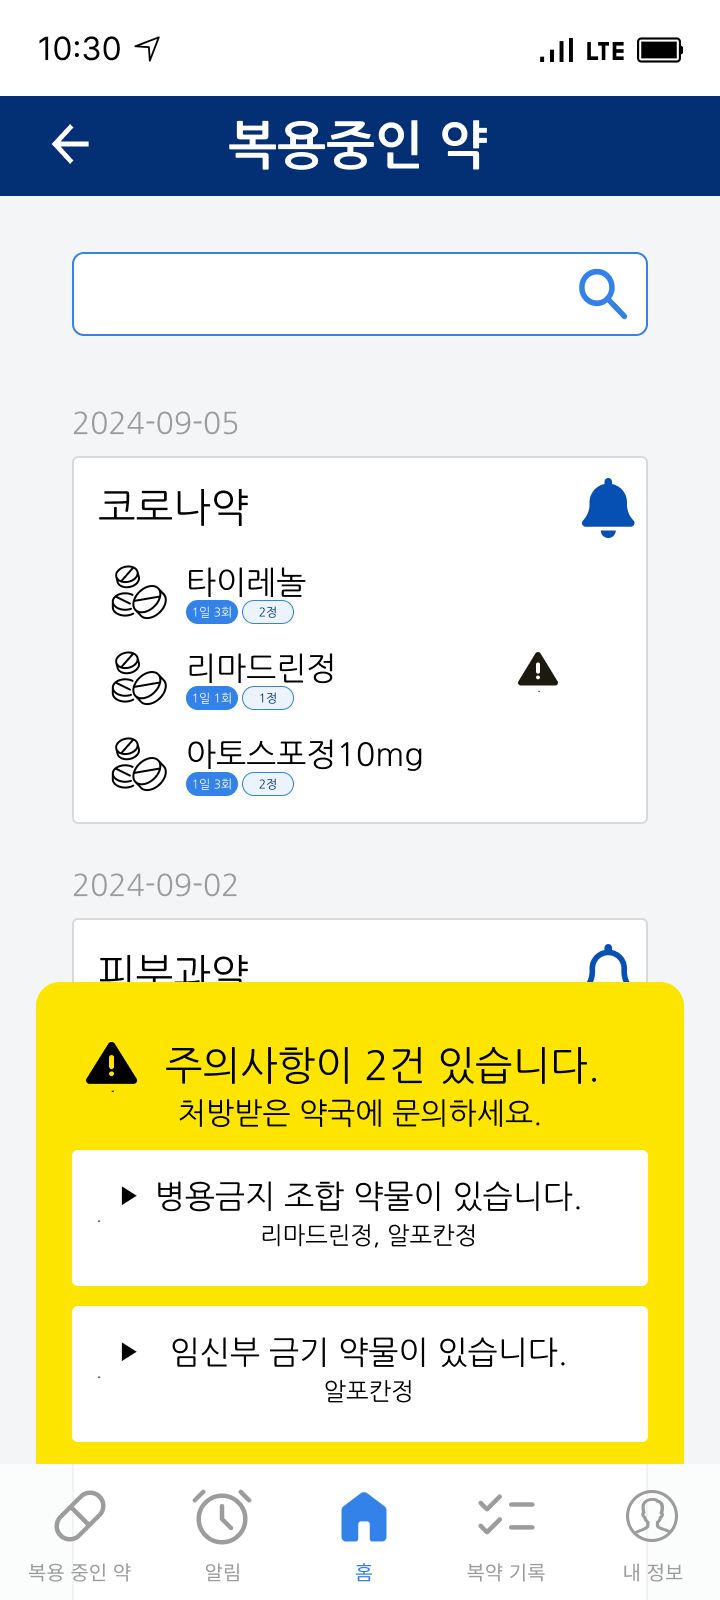 10:30
LTE
복용중인 약
2024-09-05
코로나약
타이레놀
1일 3회 2정
리마드린정
1일 1회 1정
아토스포정10mg
1일 3회 2정
2024-09-02
피부과약
주의사항이 2건 있습니다.
처방받은 약국에 문의하세요.
▶ 병용금지 조합 약물이 있습니다.
리마드린정, 알포칸정
▶ 임신부 금기 약물이 있습니다.
알포칸정
복용 중인 약 알림 홈 복약 기록 내 정보